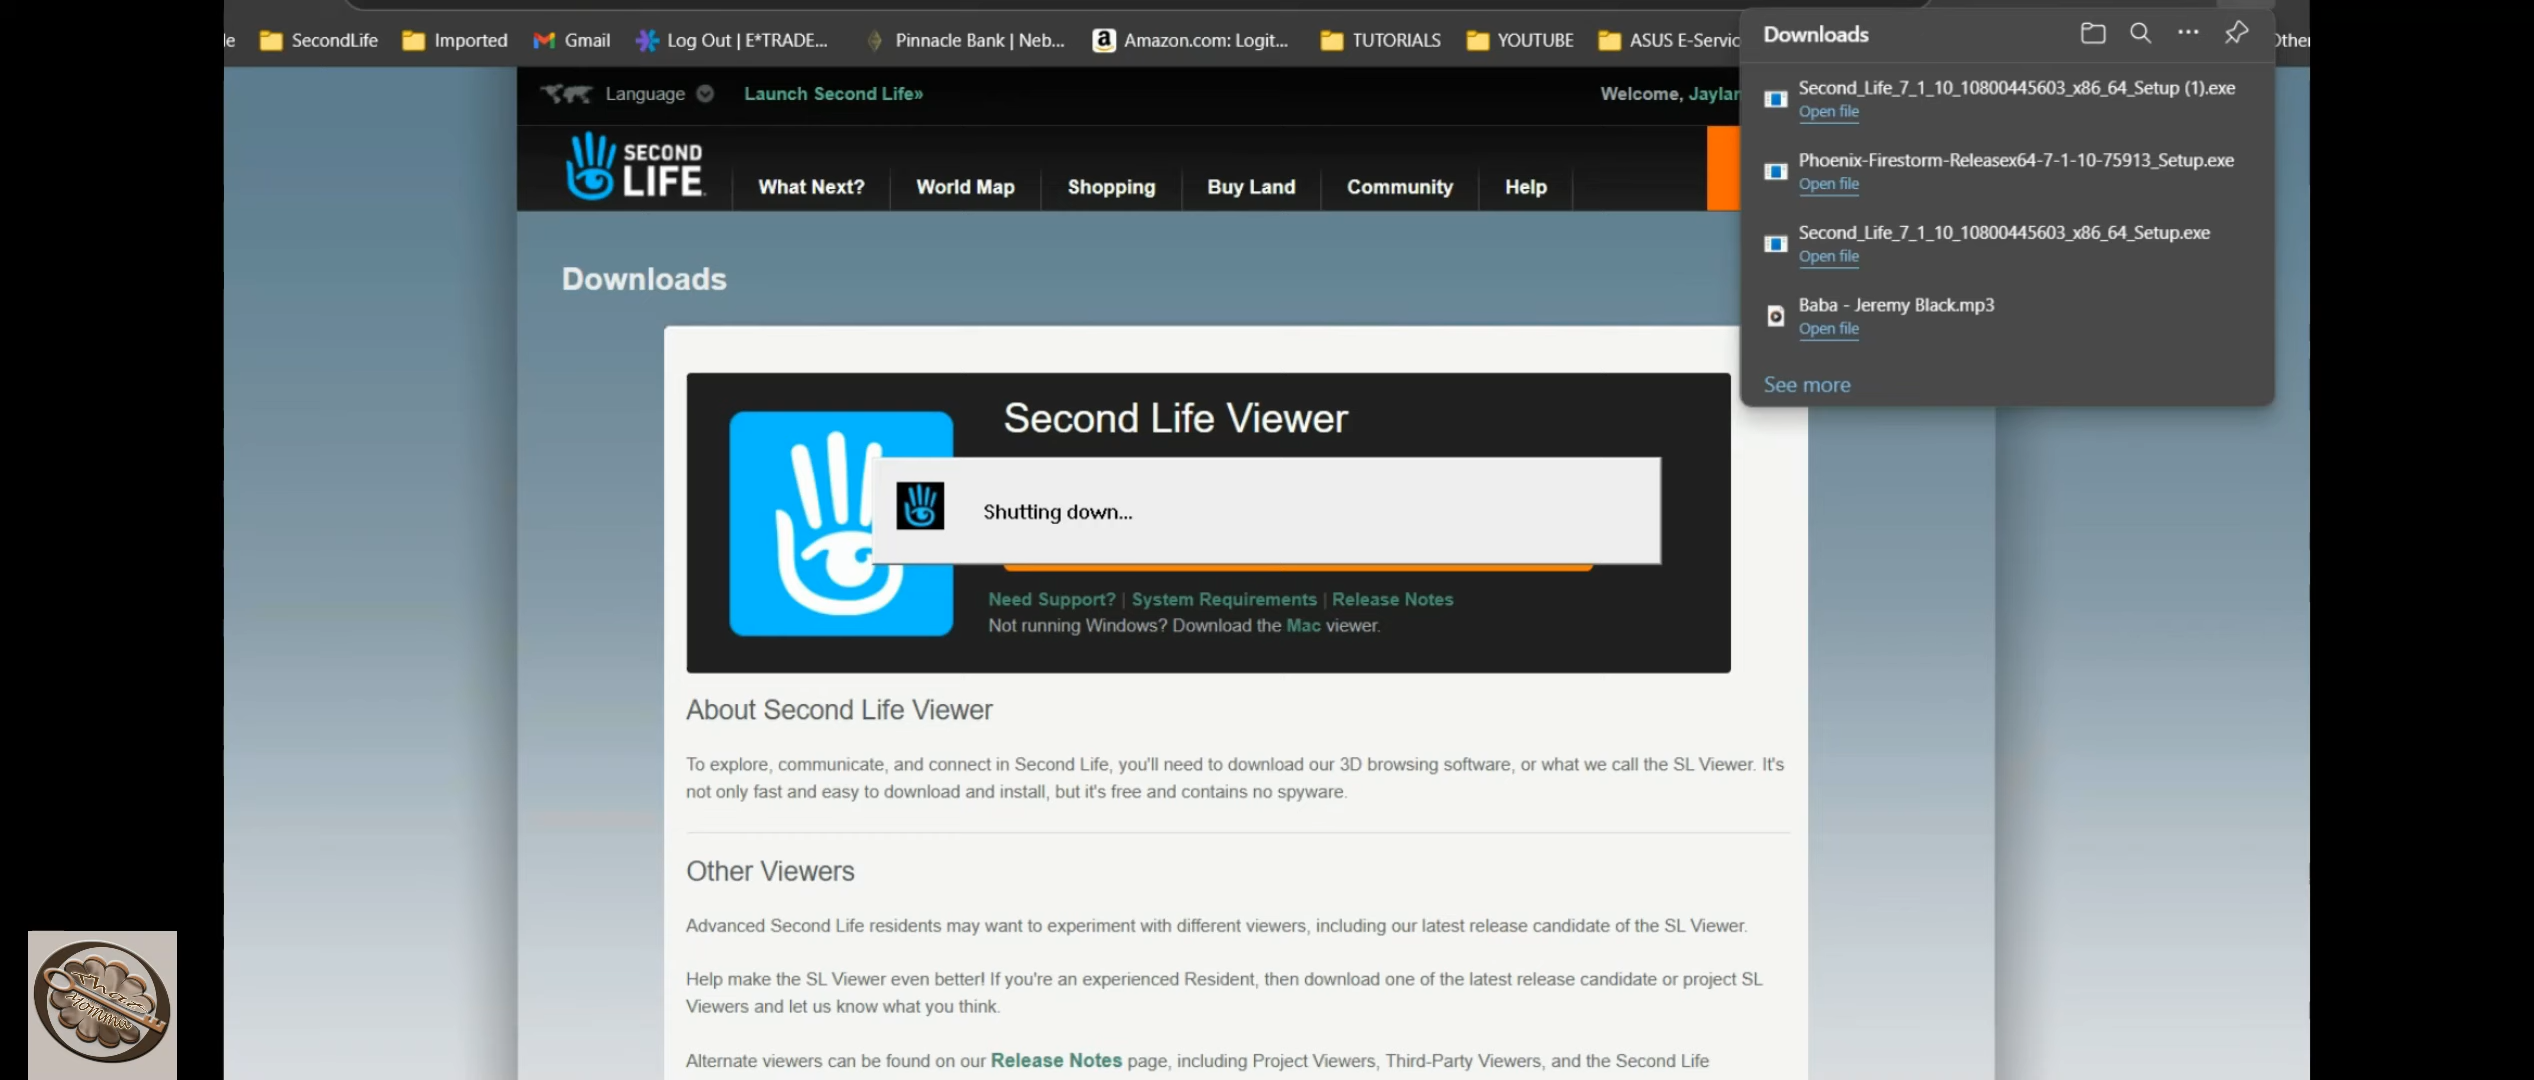 SecondLife
Imported
Gmail
Log Out | E*TRADE...
Pinnacle Bank | Neb...
Amazon.com: Logit...
TUTORIALS
YOUTUBE
ASUS E-Servic
Downloads
Language
Launch Second Life»
Welcome, Jaylar
SECOND
LIFE
What Next?
World Map
Shopping
Buy Land
Community
Help
Second_Life_7_1_10_10800445603_x86_64_Setup (1).exe
Open file
Phoenix-Firestorm-Releasex64-7-1-10-75913_Setup.exe
Open file
Second_Life_7_1_10_10800445603_x86_64_Setup.exe
Open file
Baba - Jeremy Black.mp3
Open file
See more
Downloads
Second Life Viewer
Shutting down...
Need Support? | System Requirements | Release Notes
Not running Windows? Download the Mac viewer.
About Second Life Viewer
To explore, communicate, and connect in Second Life, you'll need to download our 3D browsing software, or what we call the SL Viewer. It's
not only fast and easy to download and install, but it's free and contains no spyware.
Other Viewers
Advanced Second Life residents may want to experiment with different viewers, including our latest release candidate of the SL Viewer.
Help make the SL Viewer even better! If you're an experienced Resident, then download one of the latest release candidate or project SL
Viewers and let us know what you think.
Alternate viewers can be found on our Release Notes page, including Project Viewers, Third-Party Viewers, and the Second Life
Momma